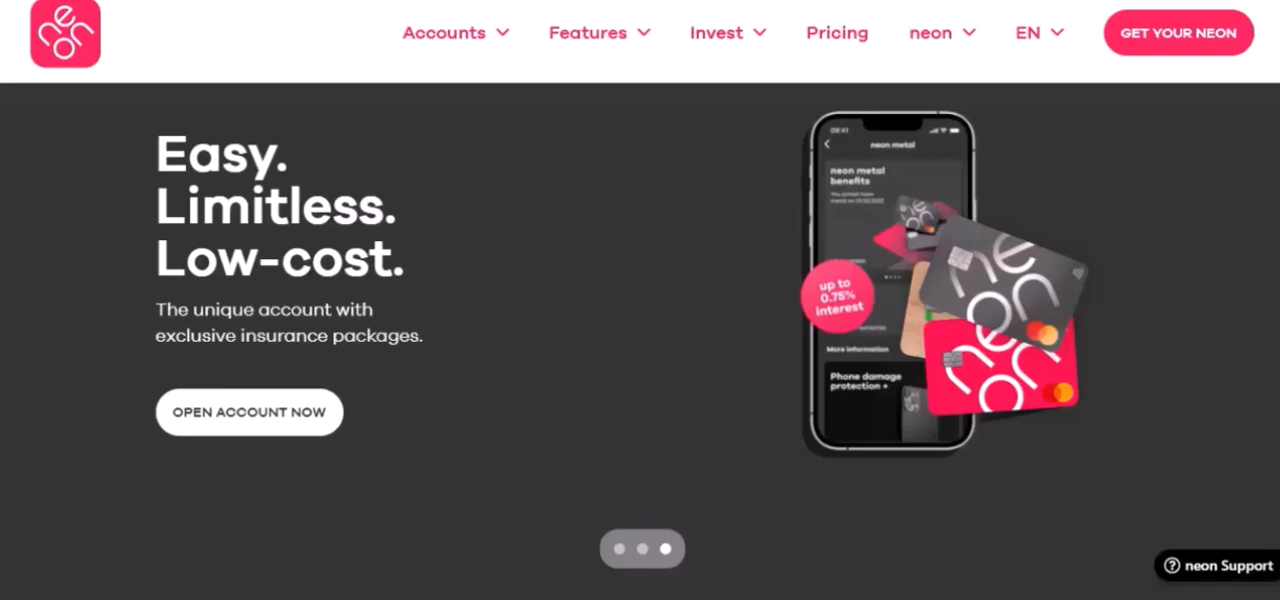 neon
Accounts
Features
Invest
Pricing
neon
EN
GET YOUR NEON
Easy.
Limitless.
Low-cost.
The unique account with
exclusive insurance packages.
OPEN ACCOUNT NOW
09:41
neon metal
neon metal
benefits
up to
0.75%
interest
More information
Phone damage
protection +
neon
neon
neon Support